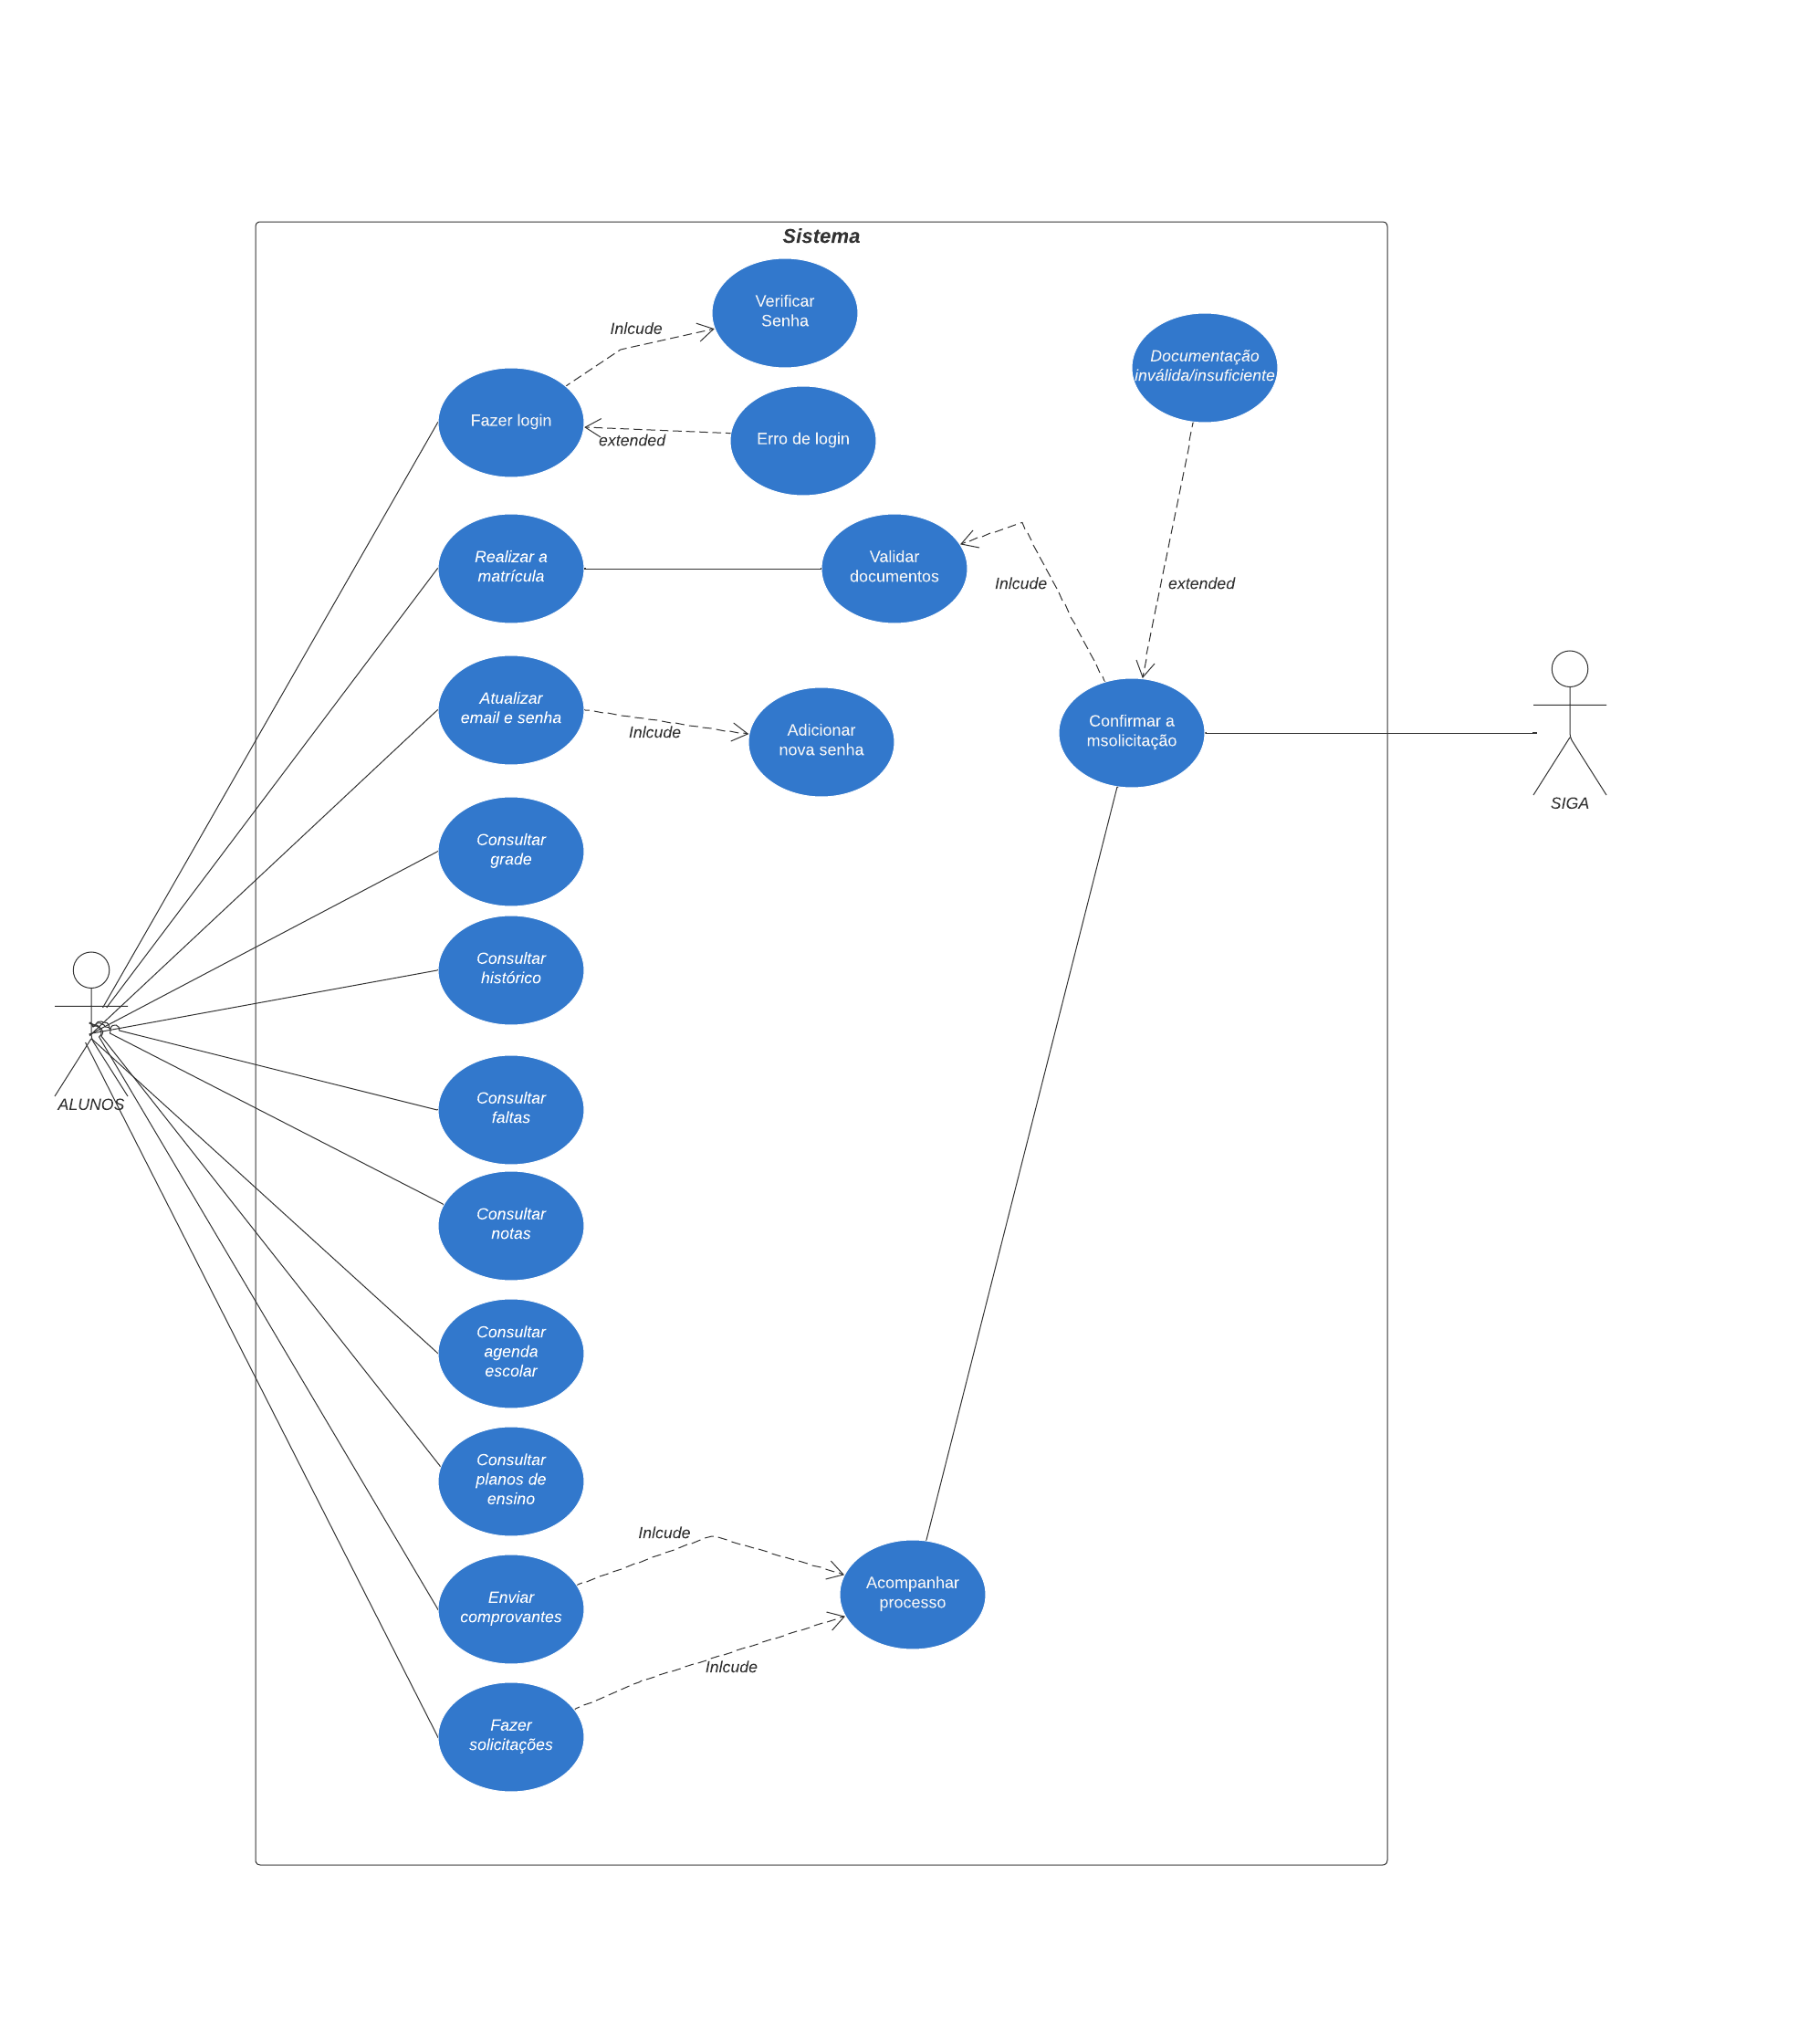 Sistema
Verificar
Senha
Inlcude
Documentação
inválida/insuficiente
Fazer login
Erro de login
extended
Realizar a
matrícula
Validar
documentos
Inlcude
extended
Atualizar
email e senha
Inlcude
Adicionar
nova senha
Confirmar a
msolicitação
SIGA
Consultar
grade
Consultar
histórico
ALUNOS
Consultar
faltas
Consultar
notas
Consultar
agenda
escolar
Consultar
planos de
ensino
Inlcude
Enviar
comprovantes
Acompanhar
processo
Inlcude
Fazer
solicitações